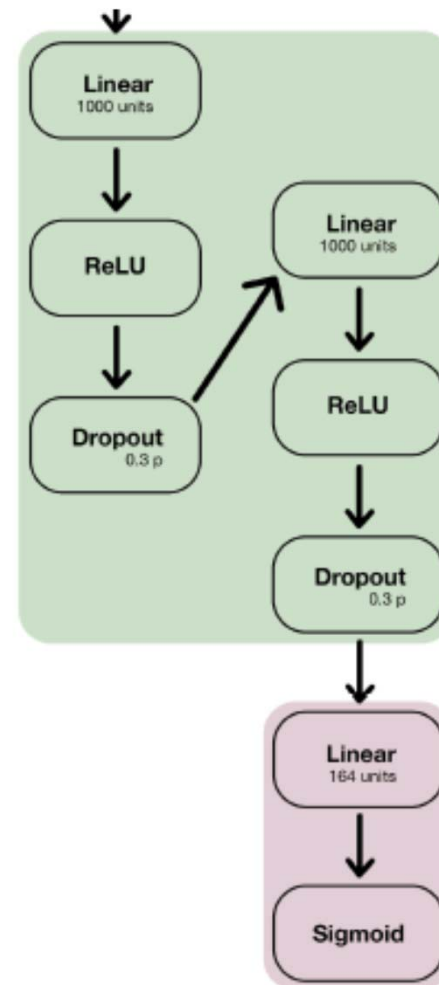 Linear
1000 units
ReLU
Dropout
0.3 p
Linear
1000 units
ReLU
Dropout
0.3 p
Linear
164 units
Sigmoid